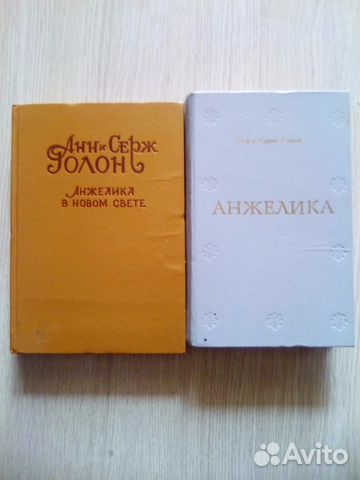 Анн и Серж
Голон
Анжелика
в новом свете
Анн и Серж Голон
АНЖЕЛИКА
Avito